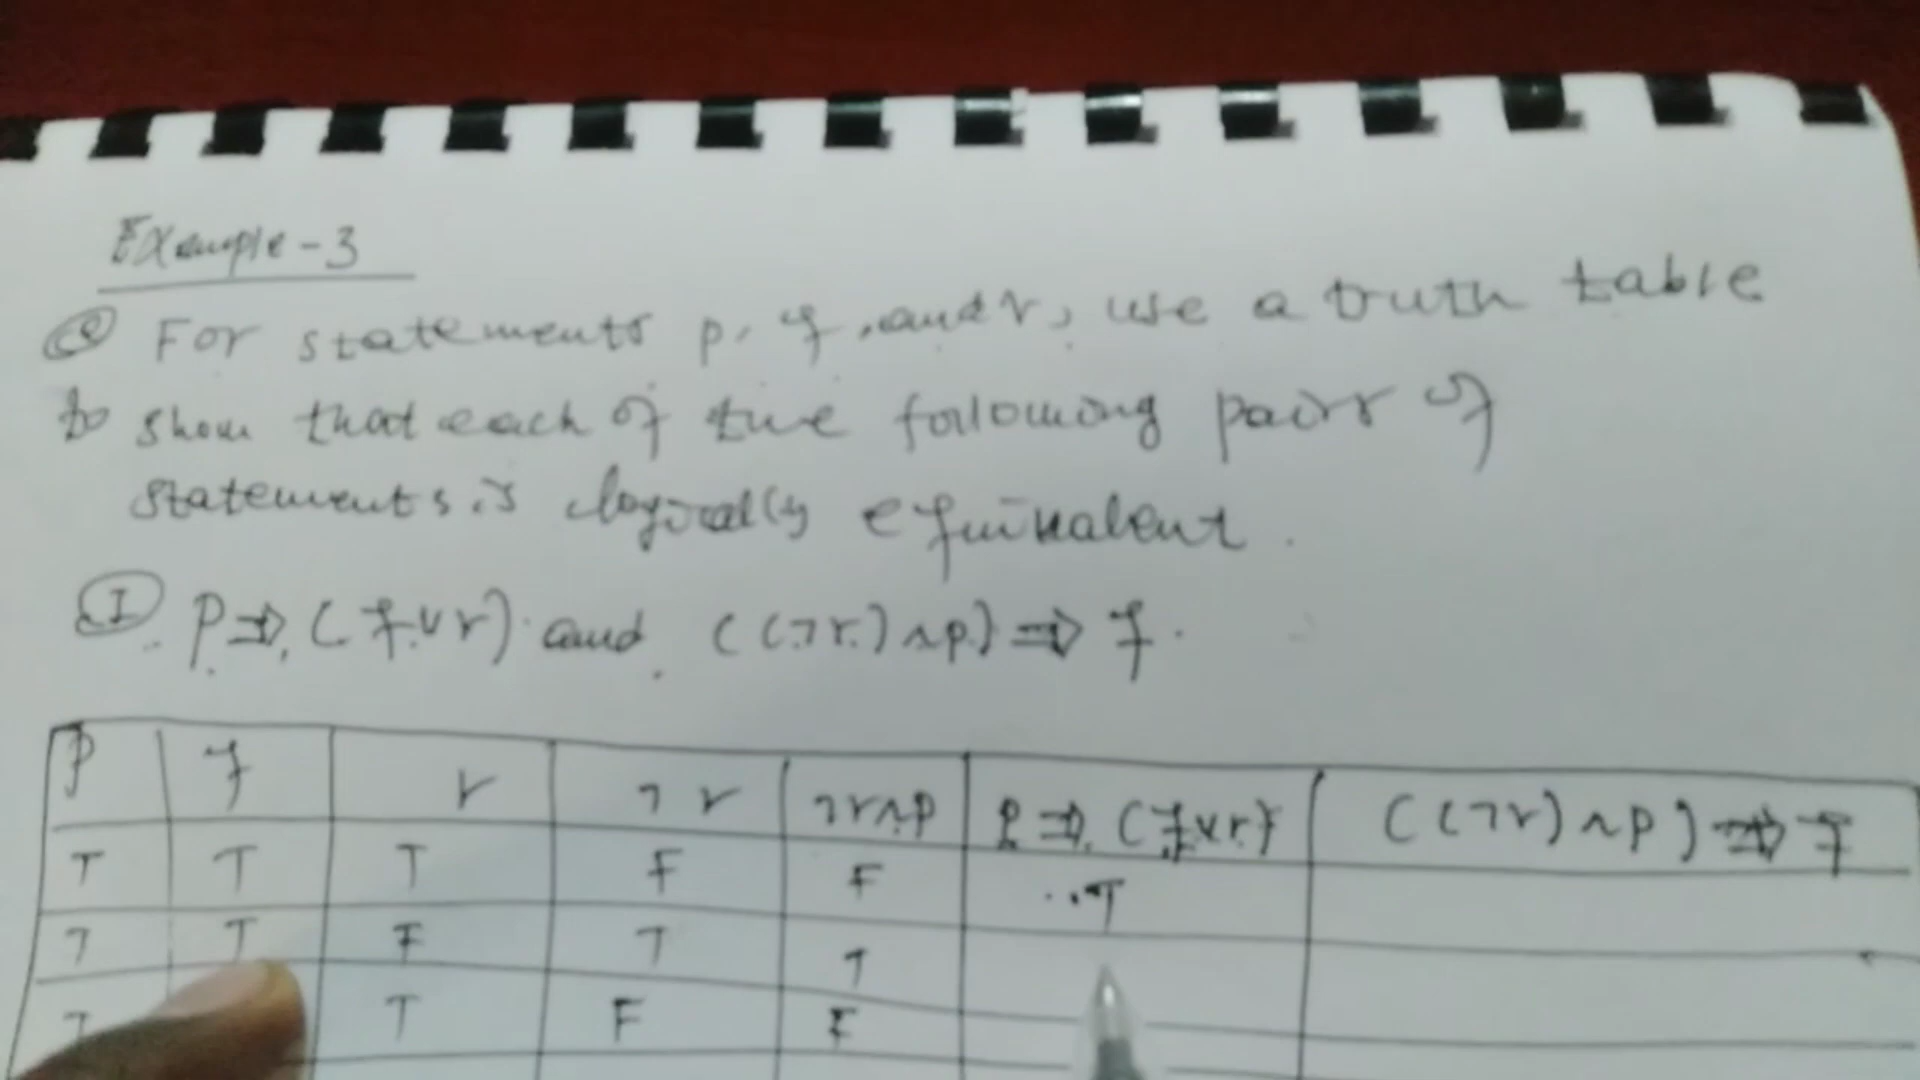 Example-3
Q For statements p, q, and r, use a truth table
to show that each of the following pair of
statements is logically equivalent.
I. p⇒(q∨r) and ((¬r)∧p)⇒q.
p q r ¬r ¬r∧p p⇒(q∨r) ((¬r)∧p)⇒q
T T T F F T
T T F T T
T T F F